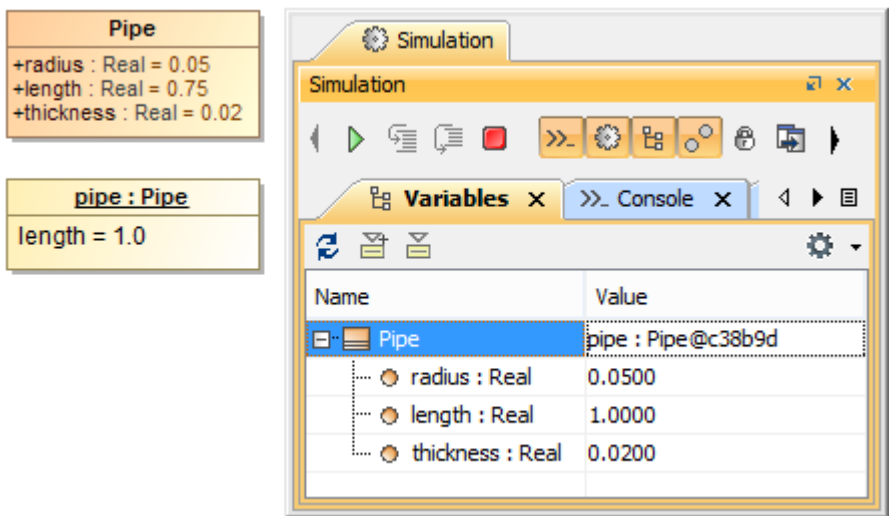 Pipe
+radius : Real = 0.05
+length : Real = 0.75
+thickness : Real = 0.02
pipe : Pipe
length = 1.0
Simulation
Simulation
Variables
Console
Name Value
Pipe pipe : Pipe@c38b9d
radius : Real 0.0500
length : Real 1.0000
thickness : Real 0.0200